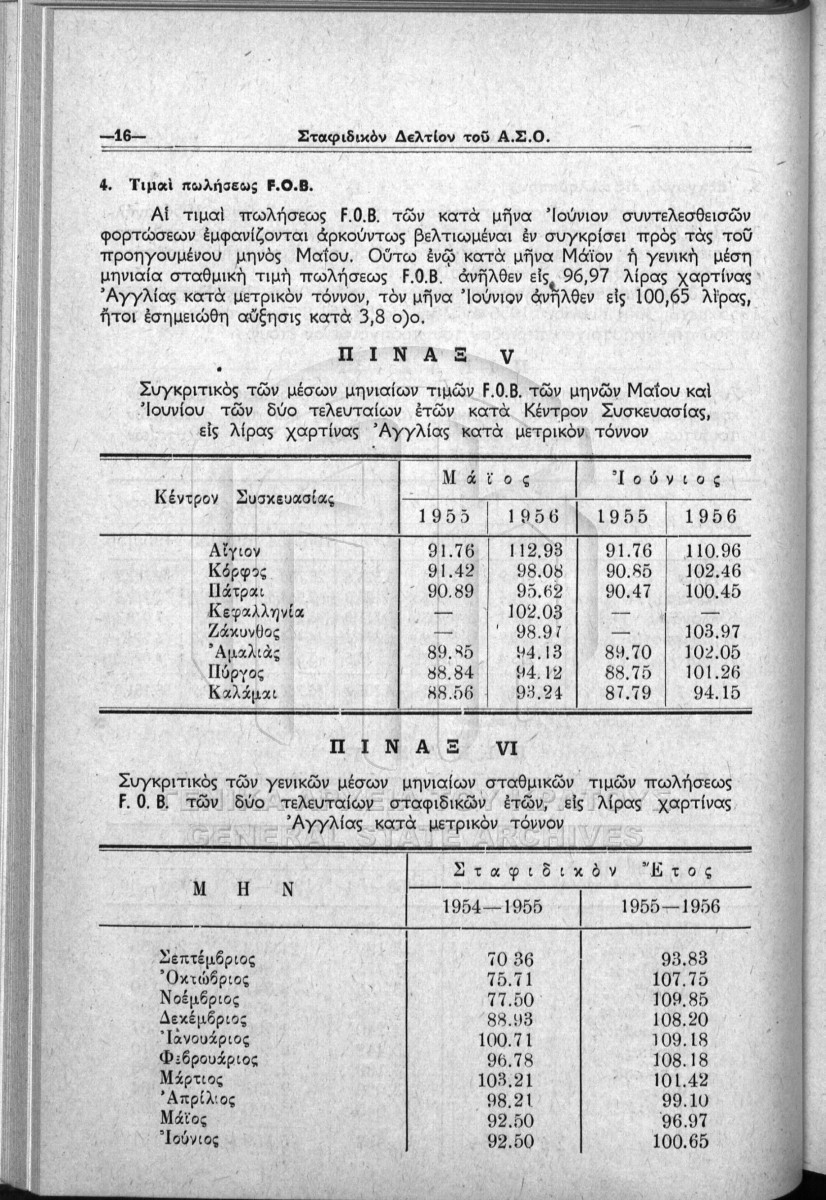 —16—
Σταφιδικὸν Δελτίον τοῦ Α.Σ.Ο.
4. Τιμαὶ πωλήσεως F.O.B.
Αἱ τιμαὶ πωλήσεως F.O.B. τῶν κατὰ μῆνα Ἰούνιον συντελεσθεισῶν
φορτώσεων ἐμφανίζονται ἀρκούντως βελτιωμέναι ἐν συγκρίσει πρὸς τὰς τοῦ
προηγουμένου μηνὸς Μαΐου. Οὕτω ἐνῷ κατὰ μῆνα Μάϊον ἡ γενικὴ μέση
μηνιαία σταθμικὴ τιμὴ πωλήσεως F.O.B. ἀνῆλθεν εἰς 96,97 λίρας χαρτίνας
Ἀγγλίας κατὰ μετρικὸν τόννον, τὸν μῆνα Ἰούνιον ἀνῆλθεν εἰς 100,65 λίρας,
ἤτοι ἐσημειώθη αὔξησις κατὰ 3,8 ο)ο.
ΠΙΝΑΞ V
Συγκριτικὸς τῶν μέσων μηνιαίων τιμῶν F.O.B. τῶν μηνῶν Μαΐου καὶ
Ἰουνίου τῶν δύο τελευταίων ἐτῶν κατὰ Κέντρον Συσκευασίας,
εἰς λίρας χαρτίνας Ἀγγλίας κατὰ μετρικὸν τόννον
Κέντρον Συσκευασίας Μάϊος Ἰούνιος
1955 1956 1955 1956
Αἴγιον 91.76 112.93 91.76 110.96
Κόρφος 91.42 98.08 90.85 102.46
Πάτραι 90.89 95.62 90.47 100.45
Κεφαλληνία — 102.03 — —
Ζάκυνθος — 98.97 — 103.97
Ἀμαλιὰς 89.85 94.13 89.70 102.05
Πύργος 88.84 94.12 88.75 101.26
Καλάμαι 88.56 93.24 87.79 94.15
ΠΙΝΑΞ VI
Συγκριτικὸς τῶν γενικῶν μέσων μηνιαίων σταθμικῶν τιμῶν πωλήσεως
F. O. B. τῶν δύο τελευταίων σταφιδικῶν ἐτῶν, εἰς λίρας χαρτίνας
Ἀγγλίας κατὰ μετρικὸν τόννον
GENERAL STATE ARCHIVES
ΜΗΝ Σταφιδικὸν Ἔτος
1954—1955 1955—1956
Σεπτέμβριος 70 36 93.83
Ὀκτώβριος 75.71 107.75
Νοέμβριος 77.50 109.85
Δεκέμβριος 88.93 108.20
Ἰανουάριος 100.71 109.18
Φεβρουάριος 96.78 108.18
Μάρτιος 103.21 101.42
Ἀπρίλιος 98.21 99.10
Μάϊος 92.50 96.97
Ἰούνιος 92.50 100.65